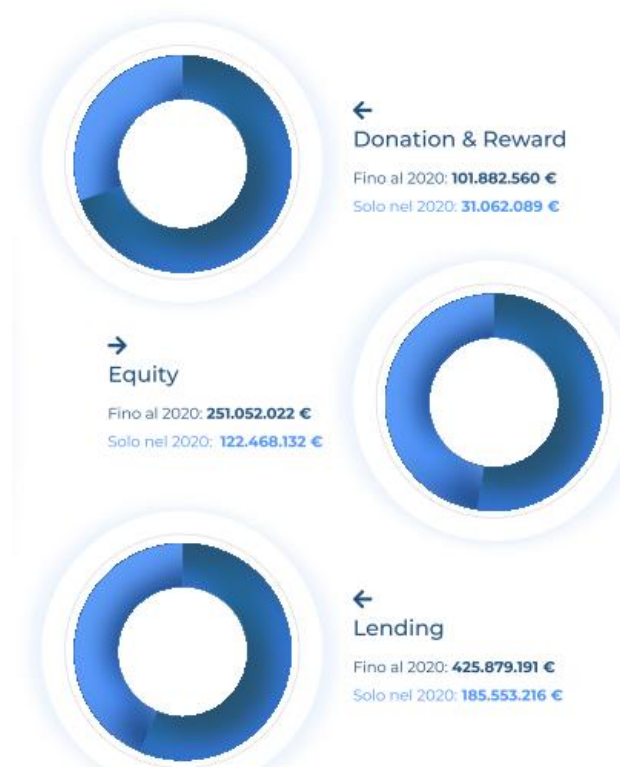 Donation & Reward
Fino al 2020: 101.882.560 €
Solo nel 2020: 31.062.089 €
Equity
Fino al 2020: 251.052.022 €
Solo nel 2020: 122.468.132 €
Lending
Fino al 2020: 425.879.191 €
Solo nel 2020: 185.553.216 €